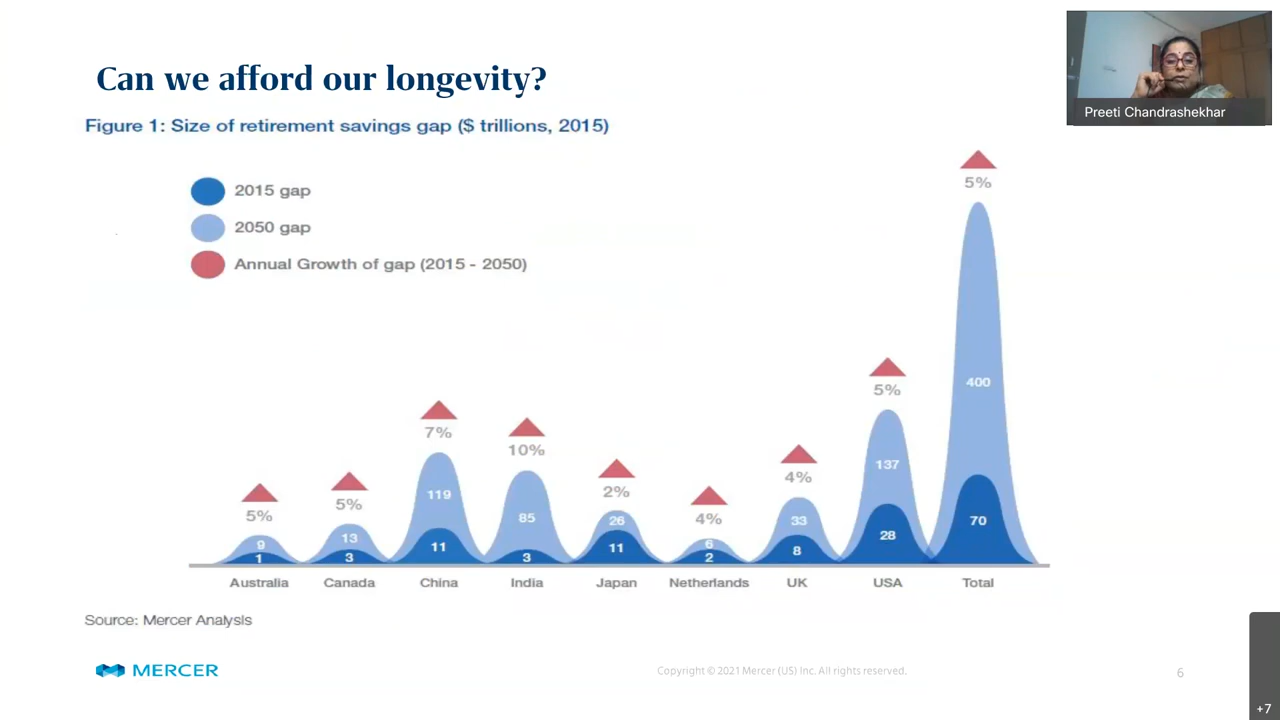 Can we afford our longevity?
Preeti Chandrashekhar
Figure 1: Size of retirement savings gap ($ trillions, 2015)
2015 gap
2050 gap
Annual Growth of gap (2015 - 2050)
5%
5%
7%
10%
2%
4%
4%
5%
5%
9
13
119
85
26
6
33
137
400
1
3
11
3
11
2
8
28
70
Australia
Canada
China
India
Japan
Netherlands
UK
USA
Total
Source: Mercer Analysis
MERCER
Copyright © 2021 Mercer (US) Inc. All rights reserved.
6
+7